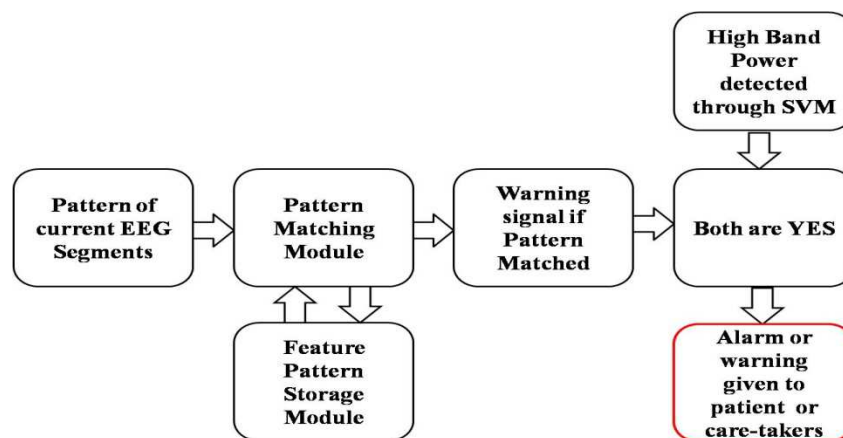 High Band
Power
detected
through SVM
Pattern of
current EEG
Segments
Pattern
Matching
Module
Warning
signal if
Pattern
Matched
Both are YES
Feature
Pattern
Storage
Module
Alarm or
warning
given to
patient or
care-takers